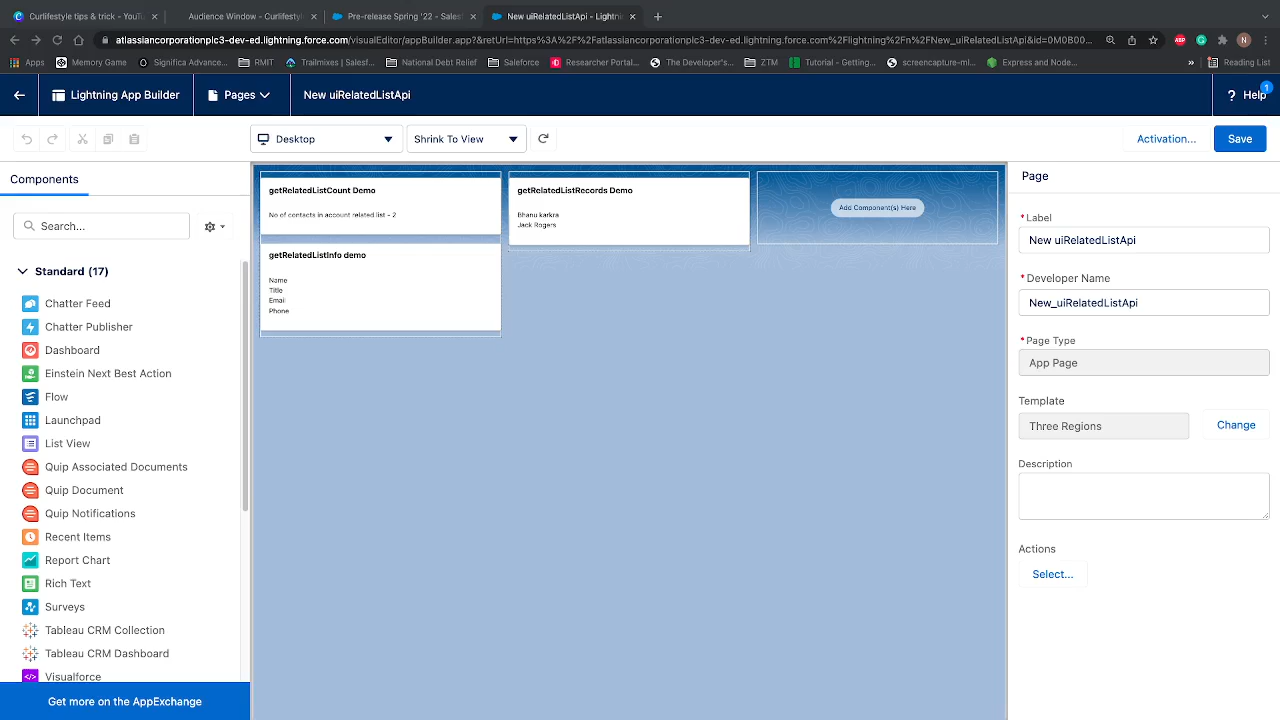 Curlifestyle tips & trick - YouTu
Audience Window - Curlifestyl
Pre-release Spring '22 - Salesf
New uiRelatedListApi - Lightnin
atlassiancorporationplc3-dev-ed.lightning.force.com/visualEditor/appBuilder.app?&retUrl=https%3A%2F%2Fatlassiancorporationplc3-dev-ed.lightning.force.com%2Flightning%2Fn%2FNew_uiRelatedListApi&id=0M0B00...
ABP
N
Apps
Memory Game
Significa Advance...
RMIT
Trailmixes | Salesf...
National Debt Relief
Saleforce
Researcher Portal...
The Developer's...
ZTM
Tutorial - Getting...
screencapture-ml...
Express and Node...
»
Reading List
Lightning App Builder
Pages
New uiRelatedListApi
? Help
1
Desktop
Shrink To View
Activation...
Save
Components
Search...
Standard (17)
Chatter Feed
Chatter Publisher
Dashboard
Einstein Next Best Action
Flow
Launchpad
List View
Quip Associated Documents
Quip Document
Quip Notifications
Recent Items
Report Chart
Rich Text
Surveys
Tableau CRM Collection
Tableau CRM Dashboard
Visualforce
Get more on the AppExchange
getRelatedListCount Demo
No of contacts in account related list - 2
getRelatedListInfo demo
Name
Title
Email
Phone
getRelatedListRecords Demo
Bhanu karkra
Jack Rogers
Add Component(s) Here
Page
*Label
New uiRelatedListApi
*Developer Name
New_uiRelatedListApi
*Page Type
App Page
Template
Three Regions
Change
Description
Actions
Select...